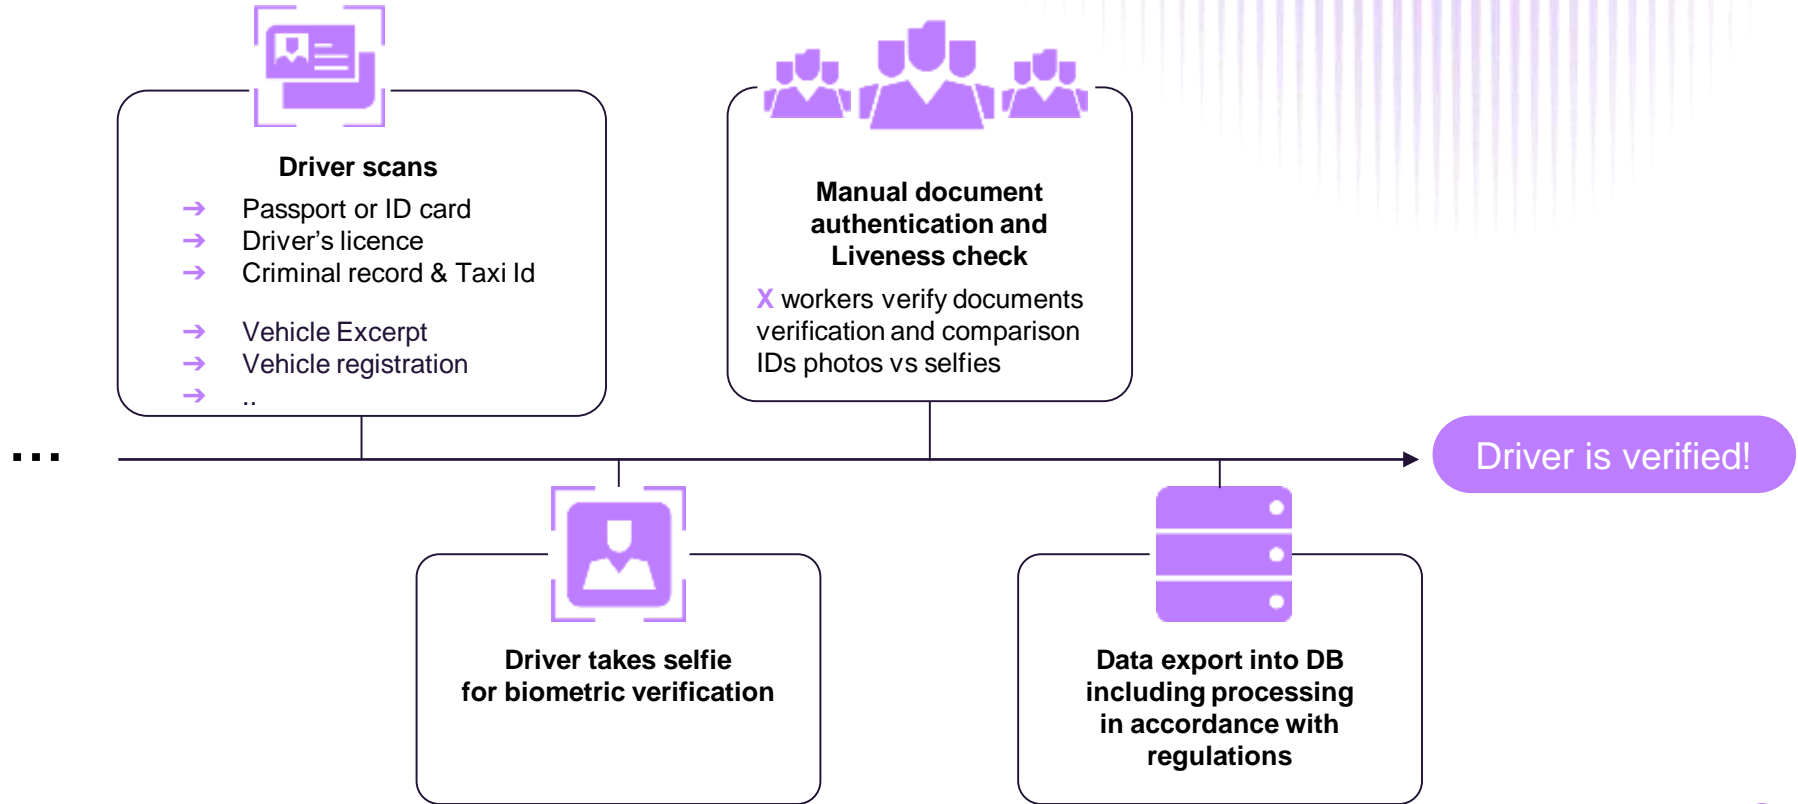 Driver scans
➔ Passport or ID card
➔ Driver’s licence
➔ Criminal record & Taxi Id
➔ Vehicle Excerpt
➔ Vehicle registration
➔ ..
Manual document
authentication and
Liveness check
X workers verify documents
verification and comparison
IDs photos vs selfies
...
Driver is verified!
Driver takes selfie
for biometric verification
Data export into DB
including processing
in accordance with
regulations